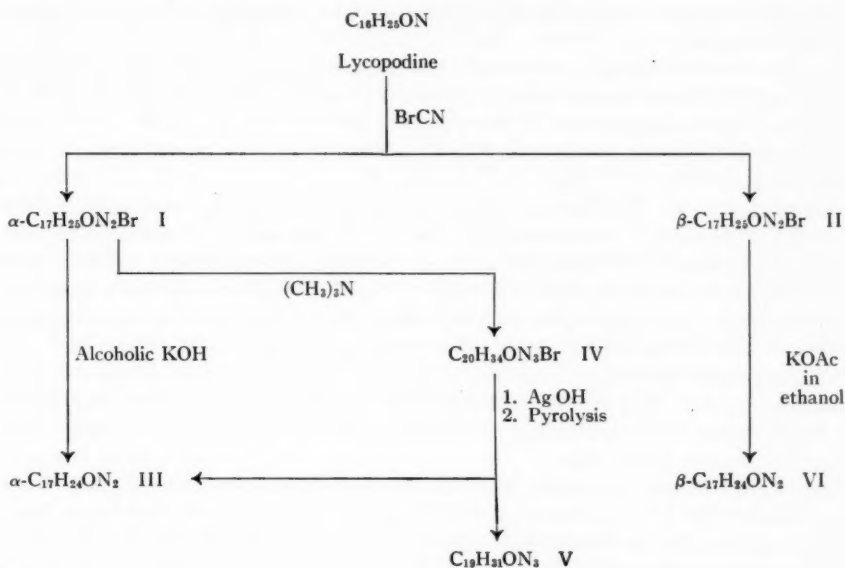 C₁₆H₂₅ON
Lycopodine
BrCN
α-C₁₇H₂₅ON₂Br I
β-C₁₇H₂₅ON₂Br II
(CH₃)₃N
Alcoholic KOH
C₂₀H₃₄ON₃Br IV
KOAc
in
ethanol
1. Ag OH
2. Pyrolysis
α-C₁₇H₂₄ON₂ III
β-C₁₇H₂₄ON₂ VI
C₁₉H₃₁ON₃ V